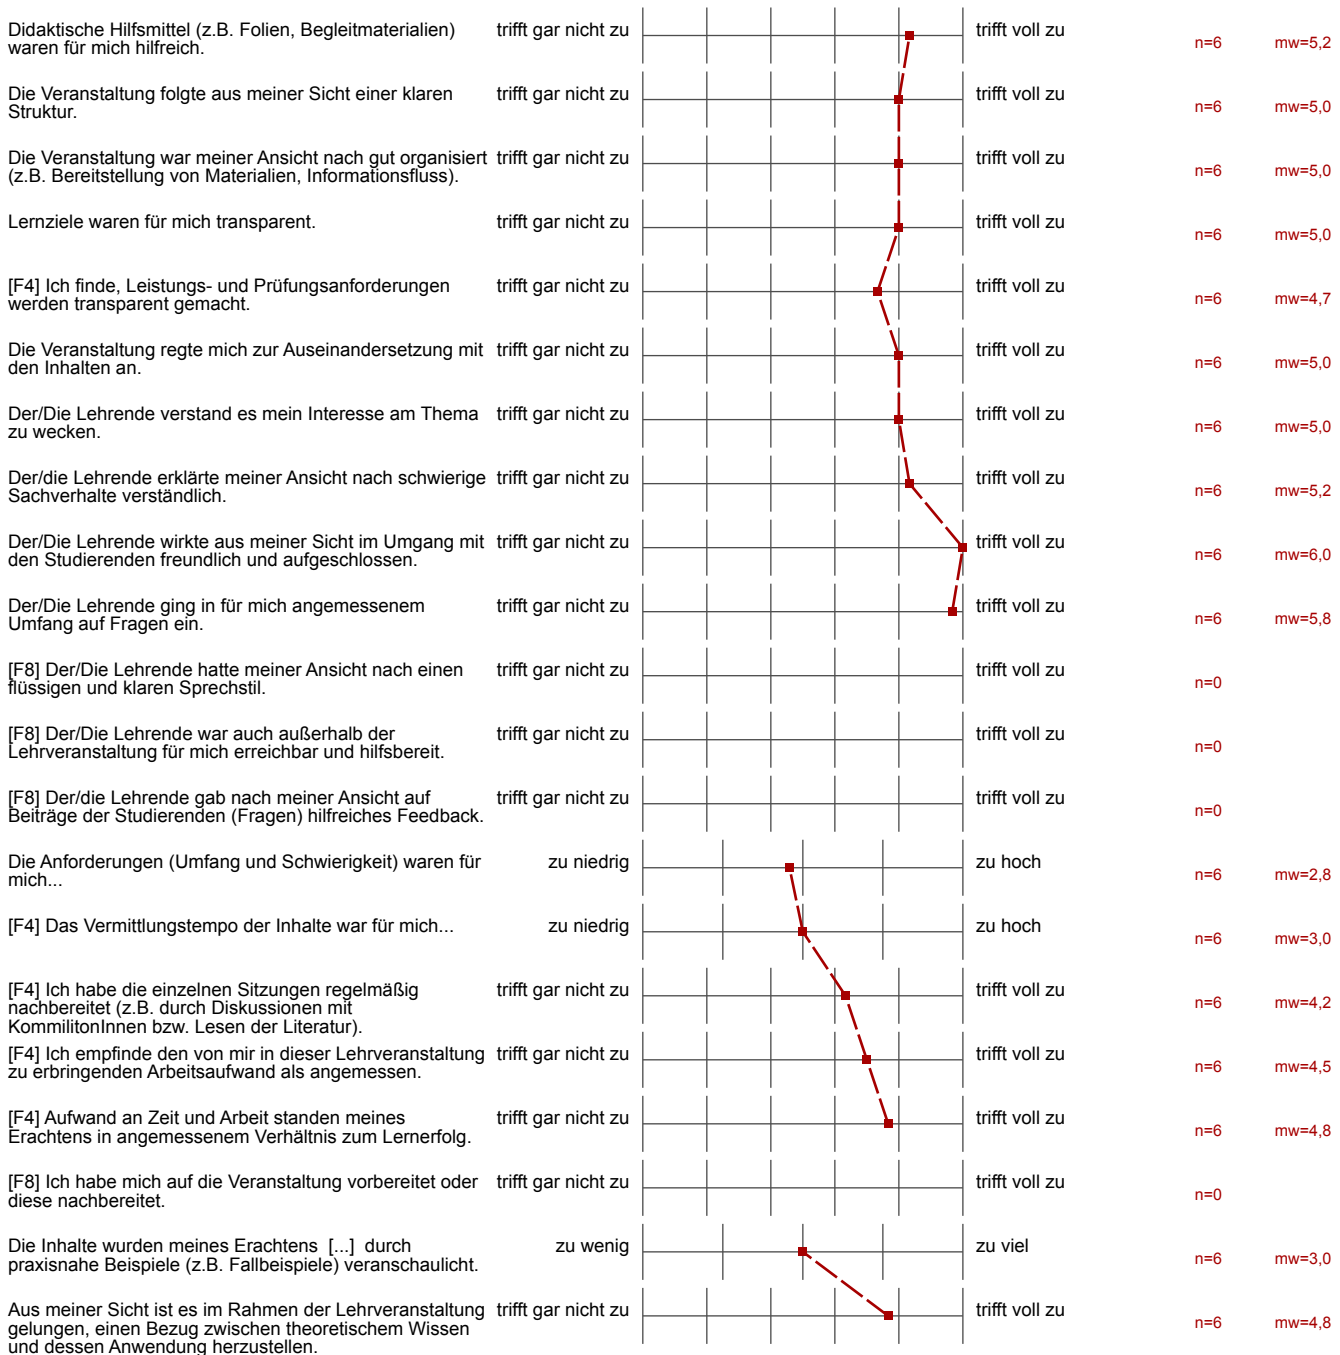 Didaktische Hilfsmittel (z.B. Folien, Begleitmaterialien)
waren für mich hilfreich.
trifft gar nicht zu
trifft voll zu
n=6
mw=5,2
Die Veranstaltung folgte aus meiner Sicht einer klaren
Struktur.
trifft gar nicht zu
trifft voll zu
n=6
mw=5,0
Die Veranstaltung war meiner Ansicht nach gut organisiert
(z.B. Bereitstellung von Materialien, Informationsfluss).
trifft gar nicht zu
trifft voll zu
n=6
mw=5,0
Lernziele waren für mich transparent.
trifft gar nicht zu
trifft voll zu
n=6
mw=5,0
[F4] Ich finde, Leistungs- und Prüfungsanforderungen
werden transparent gemacht.
trifft gar nicht zu
trifft voll zu
n=6
mw=4,7
Die Veranstaltung regte mich zur Auseinandersetzung mit
den Inhalten an.
trifft gar nicht zu
trifft voll zu
n=6
mw=5,0
Der/Die Lehrende verstand es mein Interesse am Thema
zu wecken.
trifft gar nicht zu
trifft voll zu
n=6
mw=5,0
Der/die Lehrende erklärte meiner Ansicht nach schwierige
Sachverhalte verständlich.
trifft gar nicht zu
trifft voll zu
n=6
mw=5,2
Der/Die Lehrende wirkte aus meiner Sicht im Umgang mit
den Studierenden freundlich und aufgeschlossen.
trifft gar nicht zu
trifft voll zu
n=6
mw=6,0
Der/Die Lehrende ging in für mich angemessenem
Umfang auf Fragen ein.
trifft gar nicht zu
trifft voll zu
n=6
mw=5,8
[F8] Der/Die Lehrende hatte meiner Ansicht nach einen
flüssigen und klaren Sprechstil.
trifft gar nicht zu
trifft voll zu
n=0
[F8] Der/Die Lehrende war auch außerhalb der
Lehrveranstaltung für mich erreichbar und hilfsbereit.
trifft gar nicht zu
trifft voll zu
n=0
[F8] Der/die Lehrende gab nach meiner Ansicht auf
Beiträge der Studierenden (Fragen) hilfreiches Feedback.
trifft gar nicht zu
trifft voll zu
n=0
Die Anforderungen (Umfang und Schwierigkeit) waren für
mich...
zu niedrig
zu hoch
n=6
mw=2,8
[F4] Das Vermittlungstempo der Inhalte war für mich...
zu niedrig
zu hoch
n=6
mw=3,0
[F4] Ich habe die einzelnen Sitzungen regelmäßig
nachbereitet (z.B. durch Diskussionen mit
KommilitonInnen bzw. Lesen der Literatur).
trifft gar nicht zu
trifft voll zu
n=6
mw=4,2
[F4] Ich empfinde den von mir in dieser Lehrveranstaltung
zu erbringenden Arbeitsaufwand als angemessen.
trifft gar nicht zu
trifft voll zu
n=6
mw=4,5
[F4] Aufwand an Zeit und Arbeit standen meines
Erachtens in angemessenem Verhältnis zum Lernerfolg.
trifft gar nicht zu
trifft voll zu
n=6
mw=4,8
[F8] Ich habe mich auf die Veranstaltung vorbereitet oder
diese nachbereitet.
trifft gar nicht zu
trifft voll zu
n=0
Die Inhalte wurden meines Erachtens [...] durch
praxisnahe Beispiele (z.B. Fallbeispiele) veranschaulicht.
zu wenig
zu viel
n=6
mw=3,0
Aus meiner Sicht ist es im Rahmen der Lehrveranstaltung
gelungen, einen Bezug zwischen theoretischem Wissen
und dessen Anwendung herzustellen.
trifft gar nicht zu
trifft voll zu
n=6
mw=4,8